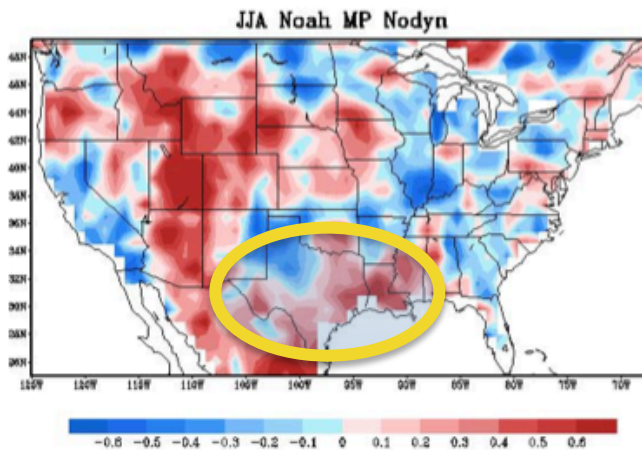 JJA Noah MP Nodyn
48N
46N
44N
42N
40N
38N
36N
34N
32N
30N
28N
26N
125W 120W 115W 110W 105W 100W 95W 90W 85W 80W 75W 70W
-0.6 -0.5 -0.4 -0.3 -0.2 -0.1 0 0.1 0.2 0.3 0.4 0.5 0.6